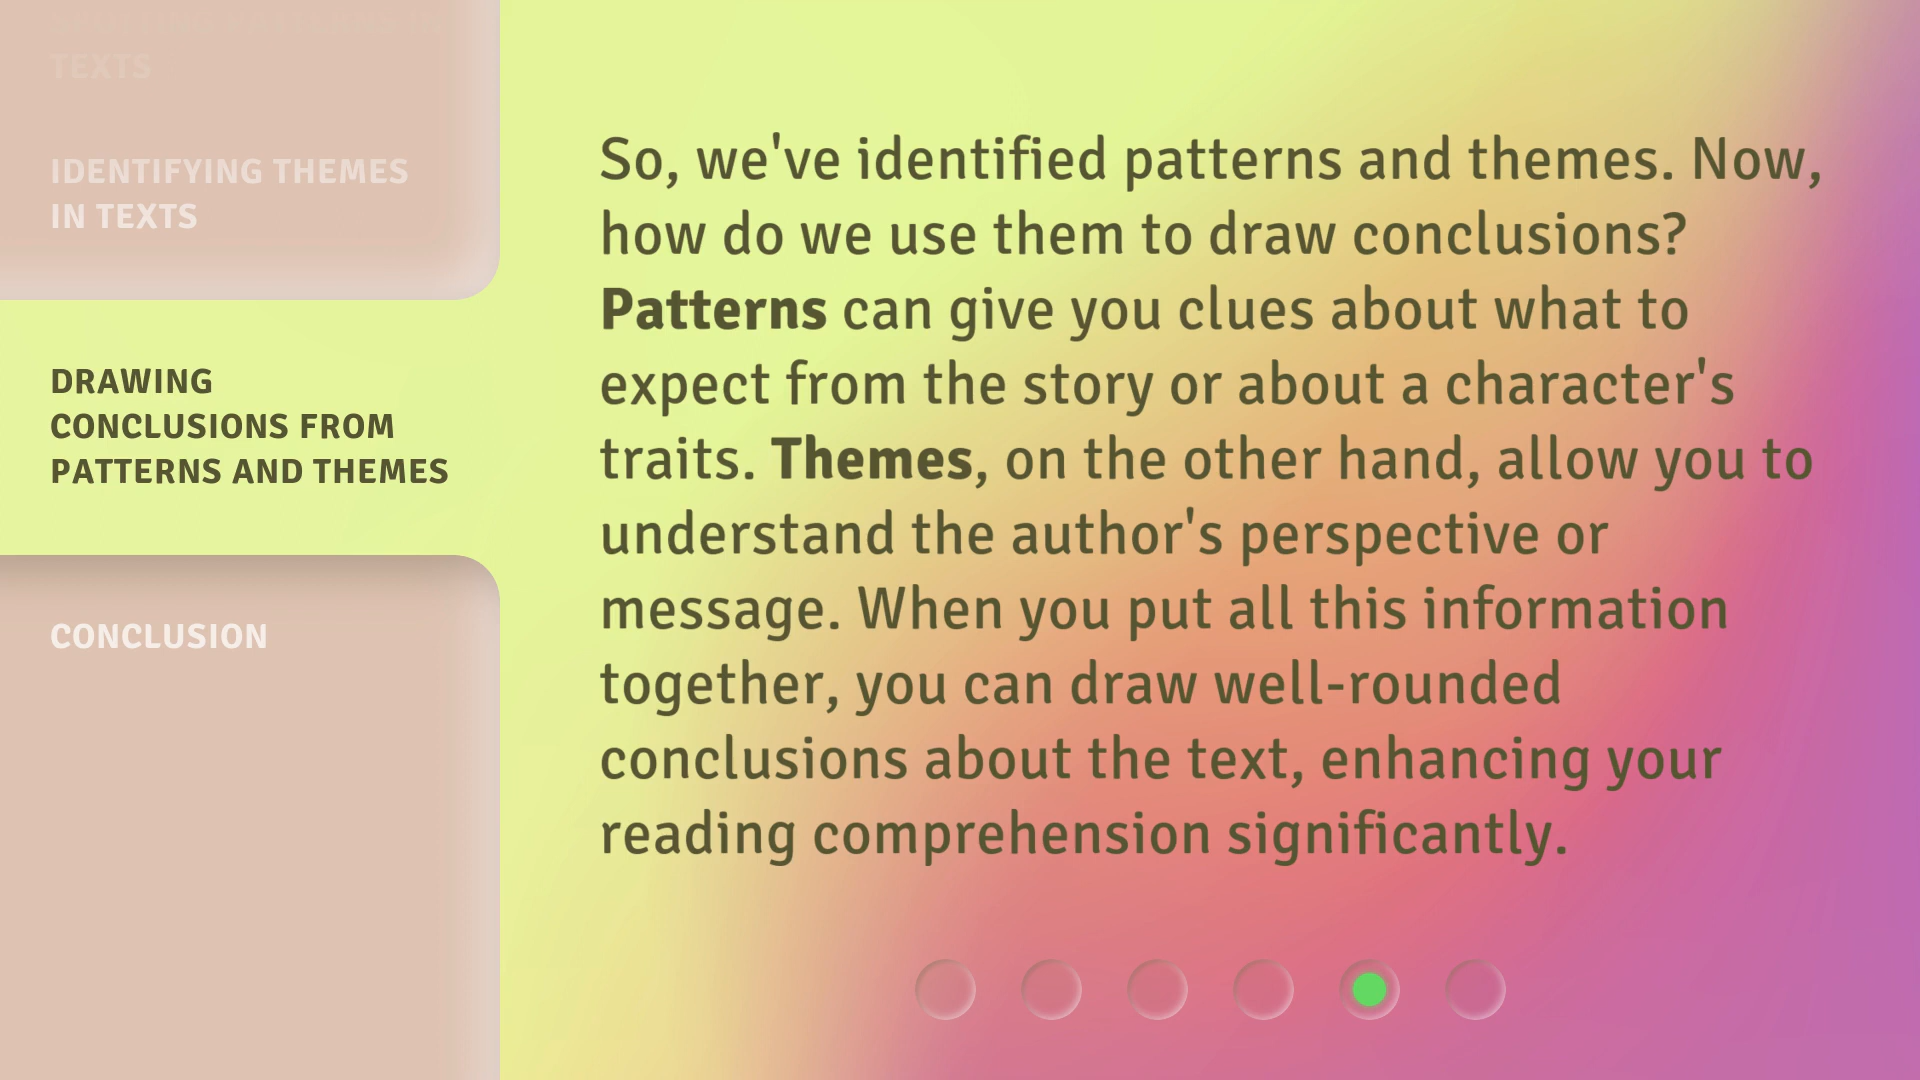 TEXTS
IDENTIFYING THEMES
IN TEXTS
DRAWING
CONCLUSIONS FROM
PATTERNS AND THEMES
CONCLUSION
So, we've identified patterns and themes. Now,
how do we use them to draw conclusions?
Patterns can give you clues about what to
expect from the story or about a character's
traits. Themes, on the other hand, allow you to
understand the author's perspective or
message. When you put all this information
together, you can draw well-rounded
conclusions about the text, enhancing your
reading comprehension significantly.